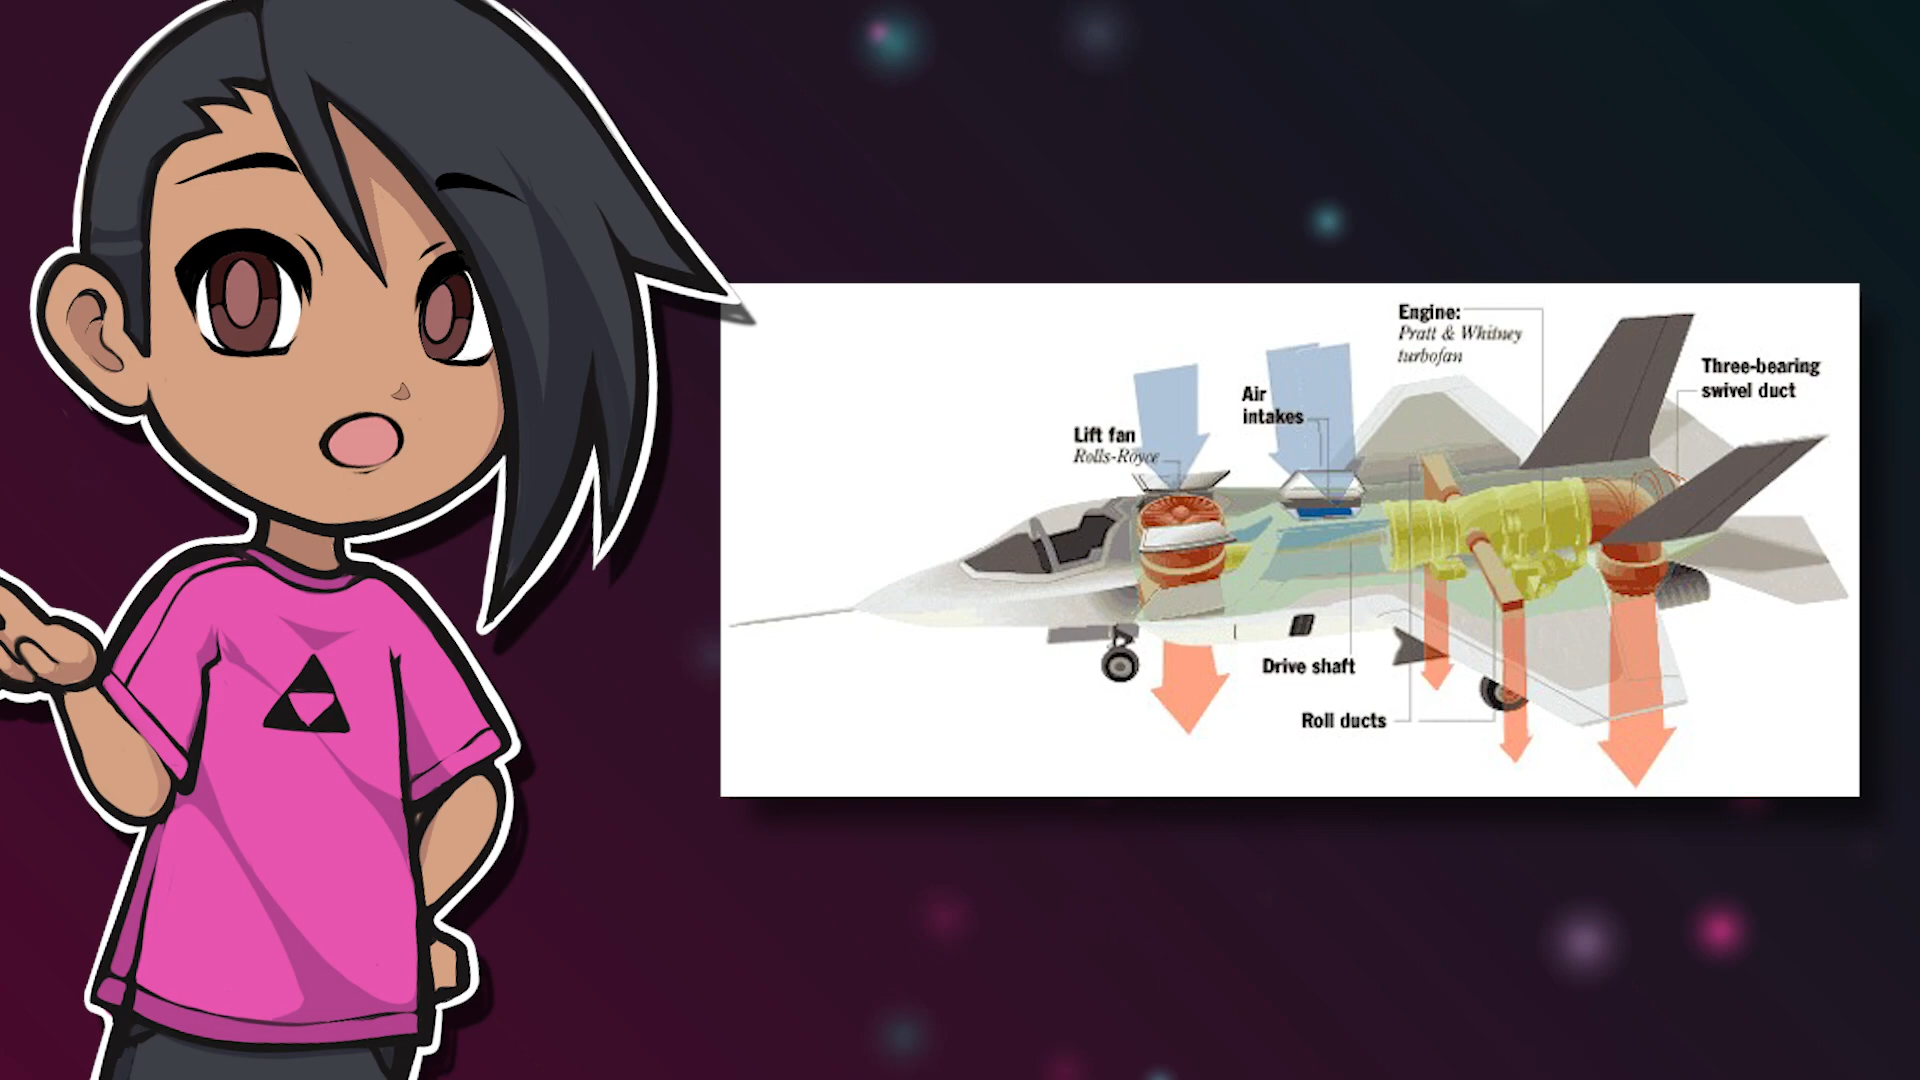 Engine:
Pratt & Whitney
turbofan
Three-bearing
swivel duct
Air
intakes
Lift fan
Rolls-Royce
Drive shaft
Roll ducts